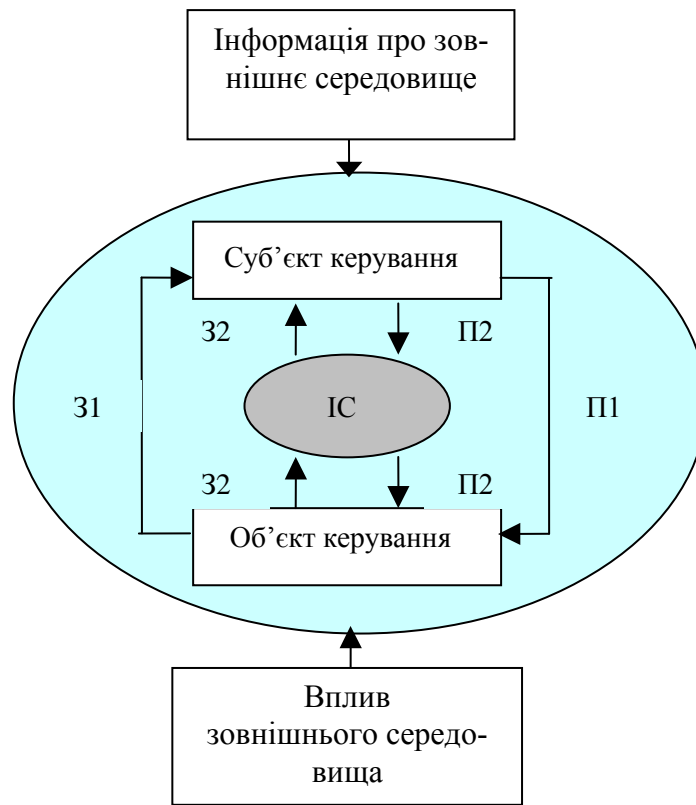 Інформація про зов-
нішнє середовище
Суб’єкт керування
З2
П2
З1
ІС
П1
З2
П2
Об’єкт керування
Вплив
зовнішнього середо-
вища